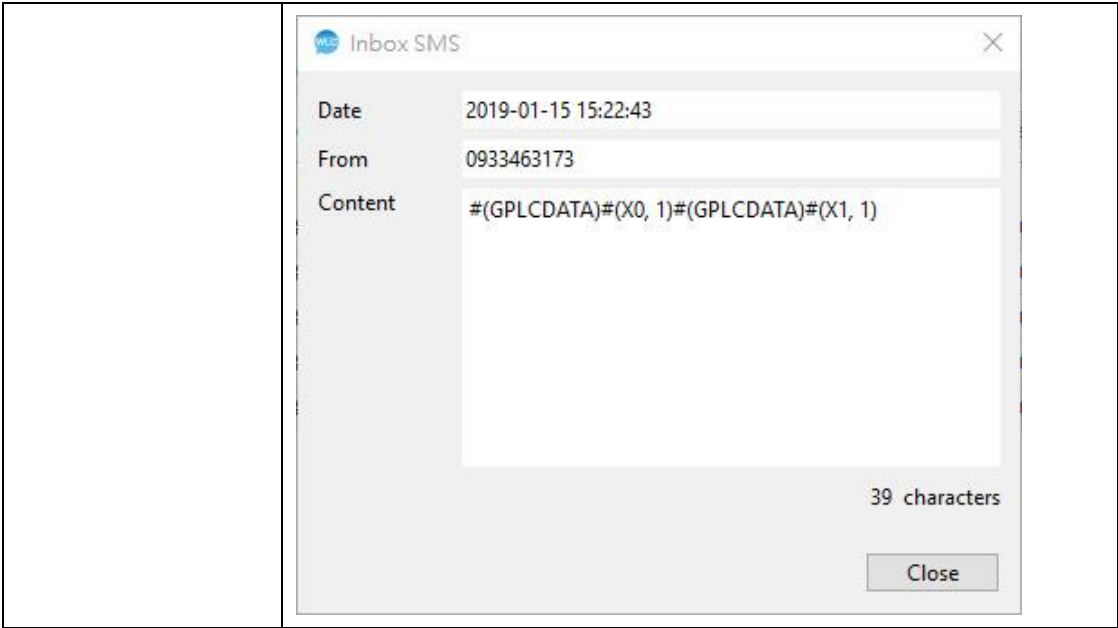 WLC Inbox SMS
Date 2019-01-15 15:22:43
From 0933463173
Content #(GPLCDATA)#(X0, 1)#(GPLCDATA)#(X1, 1)
39 characters
Close